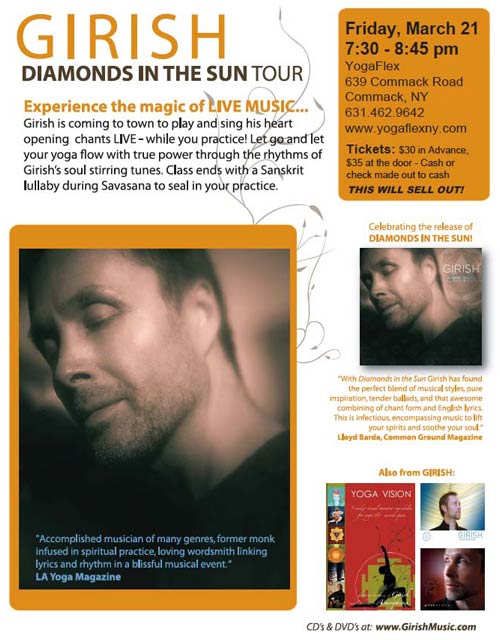 GIRISH
DIAMONDS IN THE SUN TOUR
Experience the magic of LIVE MUSIC...
Girish is coming to town to play and sing his heart
opening chants LIVE – while you practice! Let go and let
your yoga flow with true power through the rhythms of
Girish's soul stirring tunes. Class ends with a Sanskrit
lullaby during Savasana to seal in your practice.
Friday, March 21
7:30 - 8:45 pm
YogaFlex
639 Commack Road
Commack, NY
631.462.9642
www.yogaflexny.com
Tickets: $30 in Advance,
$35 at the door - Cash or
check made out to cash
THIS WILL SELL OUT!
Celebrating the release of
DIAMONDS IN THE SUN!
GIRISH
"With Diamonds in the Sun Girish has found
the perfect blend of musical styles, pure
inspiration, tender ballads, and that awesome
combining of chant form and English lyrics.
This is infectious, encompassing music to lift
your spirits and soothe your soul."
Lloyd Barde, Common Ground Magazine
"Accomplished musician of many genres, former monk
infused in spiritual practice, loving wordsmith linking
lyrics and rhythm in a blissful musical event."
LA Yoga Magazine
Also from GIRISH:
YOGA VISION
GIRISH
CD's & DVD's at: www.GirishMusic.com